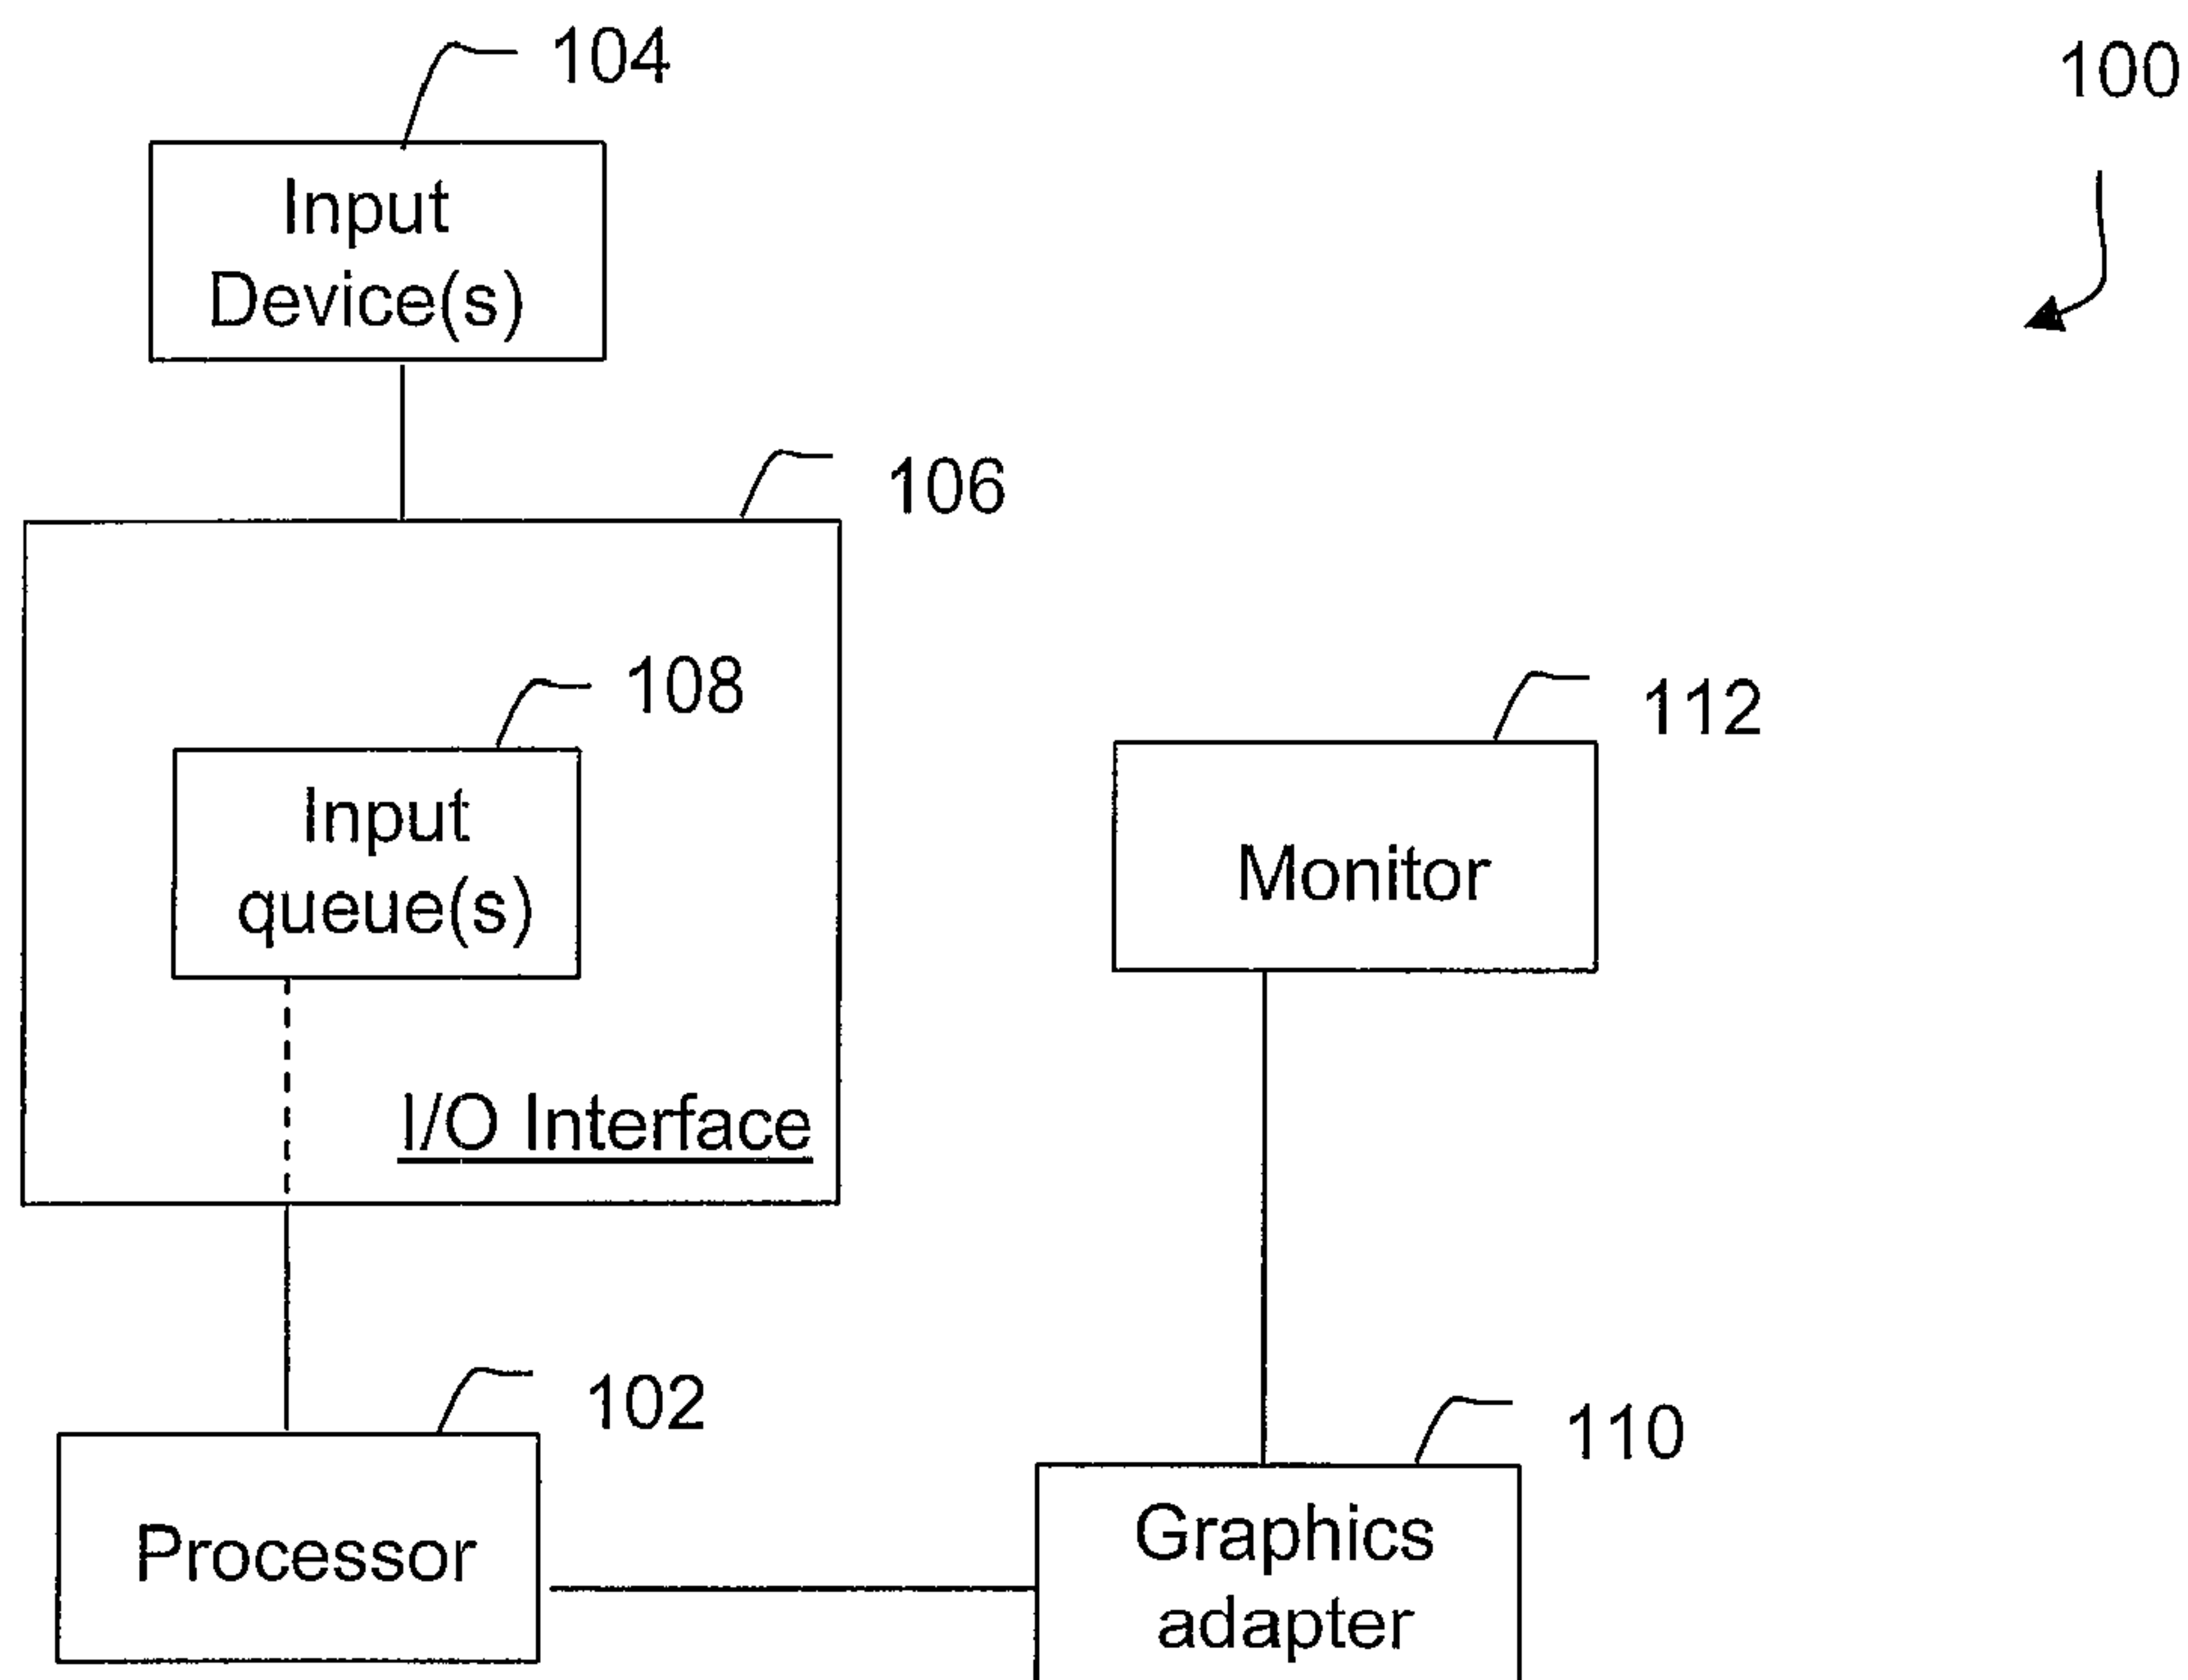 104
100
Input
Device(s)
106
108
Input
queue(s)
112
Monitor
I/O Interface
102
Processor
110
Graphics
adapter